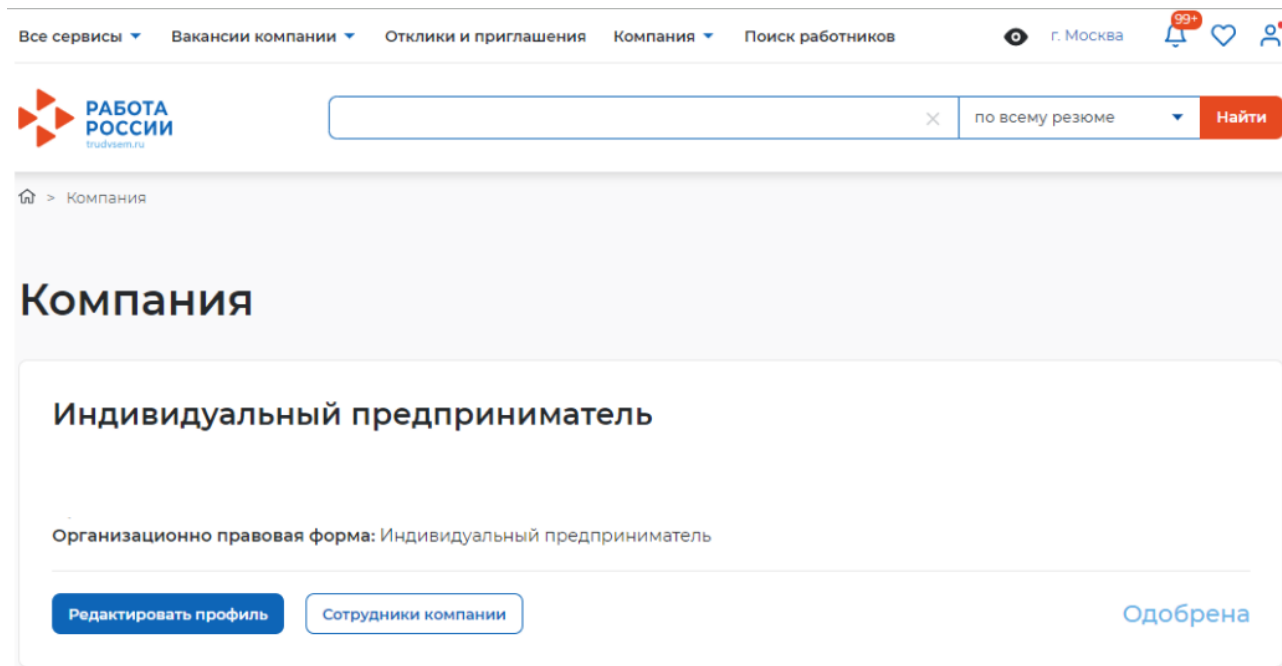 Все сервисы Вакансии компании Отклики и приглашения Компания Поиск работников г. Москва 99+
РАБОТА
РОССИИ
trudvsem.ru
по всему резюме Найти
> Компания
Компания
Индивидуальный предприниматель
Организационно правовая форма: Индивидуальный предприниматель
Редактировать профиль Сотрудники компании Одобрена